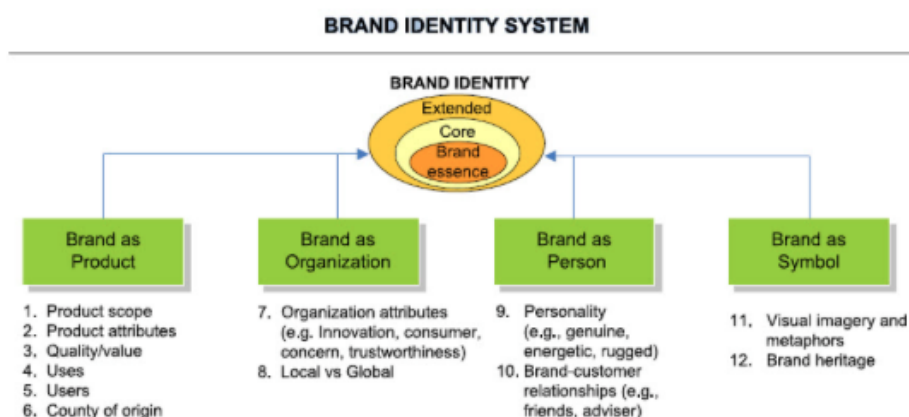 BRAND IDENTITY SYSTEM
BRAND IDENTITY
Extended
Core
Brand
essence
Brand as
Product
1. Product scope
2. Product attributes
3. Quality/value
4. Uses
5. Users
6. County of origin
Brand as
Organization
7. Organization attributes
(e.g. Innovation, consumer,
concern, trustworthiness)
8. Local vs Global
Brand as
Person
9. Personality
(e.g., genuine,
energetic, rugged)
10. Brand-customer
relationships (e.g.,
friends, adviser)
Brand as
Symbol
11. Visual imagery and
metaphors
12. Brand heritage